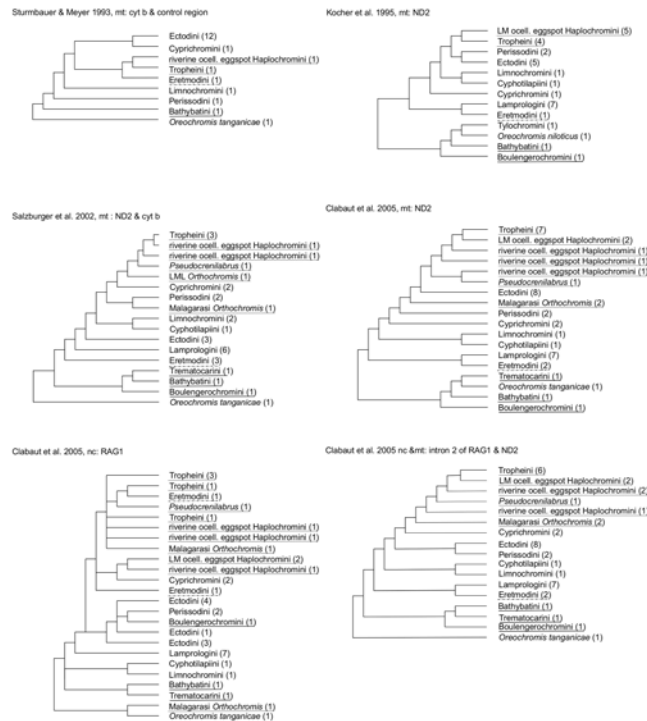 Sturmbauer & Meyer 1993, mt: cyt b & control region
Ectodini (12)
Cyprichromini (1)
riverine ocell. eggspot Haplochromini (1)
Tropheini (1)
Eretmodini (1)
Limnochromini (1)
Perissodini (1)
Bathybatini (1)
Oreochromis tanganicae (1)
Kocher et al. 1995, mt: ND2
LM ocell. eggspot Haplochromini (5)
Tropheini (4)
Perissodini (2)
Ectodini (5)
Limnochromini (1)
Cyphotilapiini (1)
Cyprichromini (1)
Lamprologini (7)
Eretmodini (1)
Tylochromini (1)
Oreochromis niloticus (1)
Bathybatini (1)
Boulengerochromini (1)
Salzburger et al. 2002, mt : ND2 & cyt b
Tropheini (3)
riverine ocell. eggspot Haplochromini (1)
riverine ocell. eggspot Haplochromini (1)
Pseudocrenilabrus (1)
LML Orthochromis (1)
Cyprichromini (2)
Perissodini (2)
Malagarasi Orthochromis (1)
Limnochromini (2)
Cyphotilapiini (1)
Ectodini (3)
Lamprologini (6)
Eretmodini (3)
Trematocarini (1)
Bathybatini (1)
Boulengerochromini (1)
Oreochromis tanganicae (1)
Clabaut et al. 2005, mt: ND2
Tropheini (7)
LM ocell. eggspot Haplochromini (2)
riverine ocell. eggspot Haplochromini (1)
riverine ocell. eggspot Haplochromini (1)
riverine ocell. eggspot Haplochromini (1)
Pseudocrenilabrus (1)
Ectodini (8)
Malagarasi Orthochromis (2)
Perissodini (2)
Cyprichromini (2)
Limnochromini (1)
Cyphotilapiini (1)
Lamprologini (7)
Eretmodini (2)
Trematocarini (1)
Oreochromis tanganicae (1)
Bathybatini (1)
Boulengerochromini (1)
Clabaut et al. 2005, nc: RAG1
Tropheini (3)
Tropheini (1)
Eretmodini (1)
Pseudocrenilabrus (1)
Tropheini (1)
riverine ocell. eggspot Haplochromini (1)
riverine ocell. eggspot Haplochromini (1)
Malagarasi Orthochromis (1)
LM ocell. eggspot Haplochromini (2)
riverine ocell. eggspot Haplochromini (1)
Cyprichromini (2)
Eretmodini (1)
Ectodini (4)
Perissodini (2)
Boulengerochromini (1)
Ectodini (1)
Ectodini (3)
Lamprologini (7)
Cyphotilapiini (1)
Limnochromini (1)
Bathybatini (1)
Trematocarini (1)
Malagarasi Orthochromis (1)
Oreochromis tanganicae (1)
Clabaut et al. 2005 nc &mt: intron 2 of RAG1 & ND2
Tropheini (6)
LM ocell. eggspot Haplochromini (2)
riverine ocell. eggspot Haplochromini (2)
Pseudocrenilabrus (1)
riverine ocell. eggspot Haplochromini (1)
Malagarasi Orthochromis (2)
Cyprichromini (2)
Ectodini (8)
Perissodini (2)
Cyphotilapiini (1)
Limnochromini (1)
Lamprologini (7)
Eretmodini (2)
Bathybatini (1)
Trematocarini (1)
Boulengerochromini (1)
Oreochromis tanganicae (1)